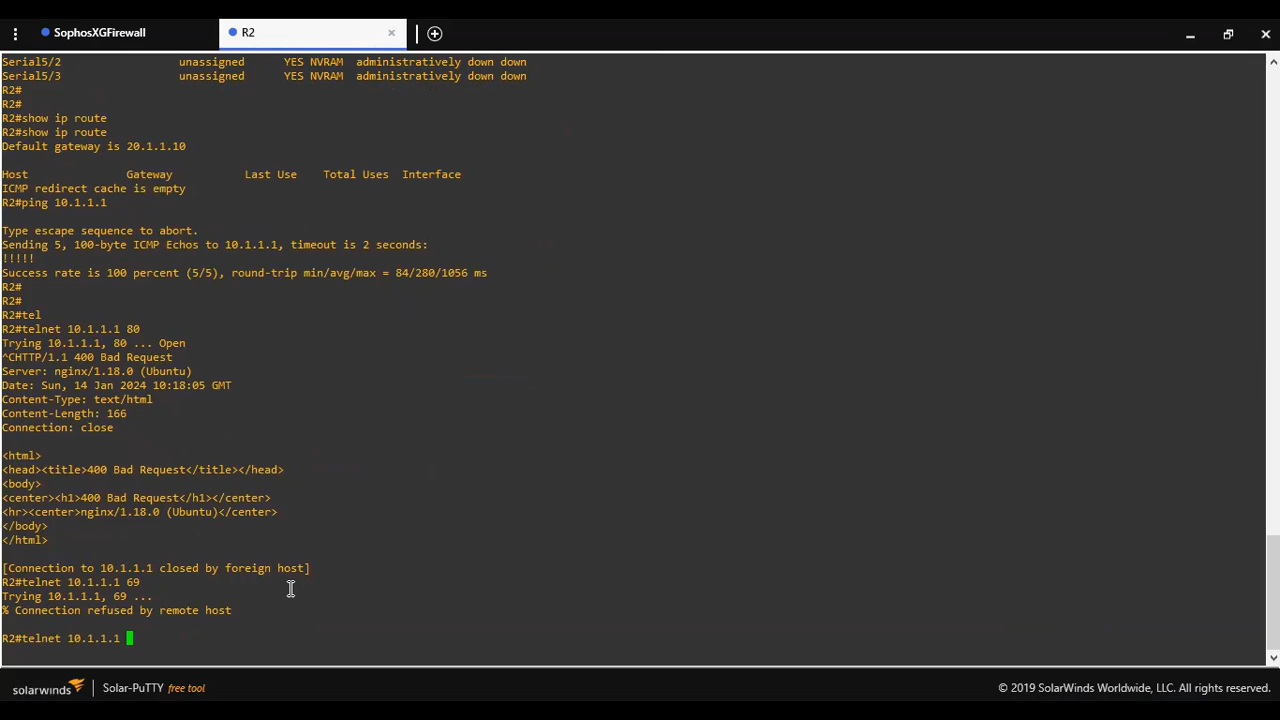 SophosXGFirewall
R2
Serial5/2 unassigned YES NVRAM administratively down down
Serial5/3 unassigned YES NVRAM administratively down down
R2#
R2#
R2#show ip route
R2#show ip route
Default gateway is 20.1.1.10
Host Gateway Last Use Total Uses Interface
ICMP redirect cache is empty
R2#ping 10.1.1.1
Type escape sequence to abort.
Sending 5, 100-byte ICMP Echos to 10.1.1.1, timeout is 2 seconds:
!!!!!
Success rate is 100 percent (5/5), round-trip min/avg/max = 84/280/1056 ms
R2#
R2#
R2#tel
R2#telnet 10.1.1.1 80
Trying 10.1.1.1, 80 ... Open
^CHTTP/1.1 400 Bad Request
Server: nginx/1.18.0 (Ubuntu)
Date: Sun, 14 Jan 2024 10:18:05 GMT
Content-Type: text/html
Content-Length: 166
Connection: close
<html>
<head><title>400 Bad Request</title></head>
<body>
<center><h1>400 Bad Request</h1></center>
<hr><center>nginx/1.18.0 (Ubuntu)</center>
</body>
</html>
[Connection to 10.1.1.1 closed by foreign host]
R2#telnet 10.1.1.1 69
Trying 10.1.1.1, 69 ...
% Connection refused by remote host
R2#telnet 10.1.1.1
solarwinds Solar-PuTTY free tool
© 2019 SolarWinds Worldwide, LLC. All rights reserved.